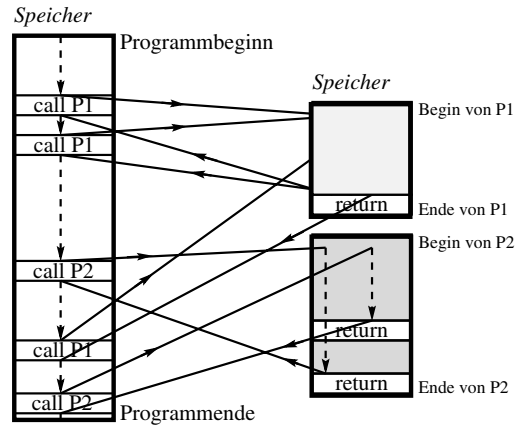 Speicher
Programmbeginn
call P1
call P1
call P2
call P1
call P2
Programmende
Speicher
Begin von P1
return
Ende von P1
Begin von P2
return
return
Ende von P2